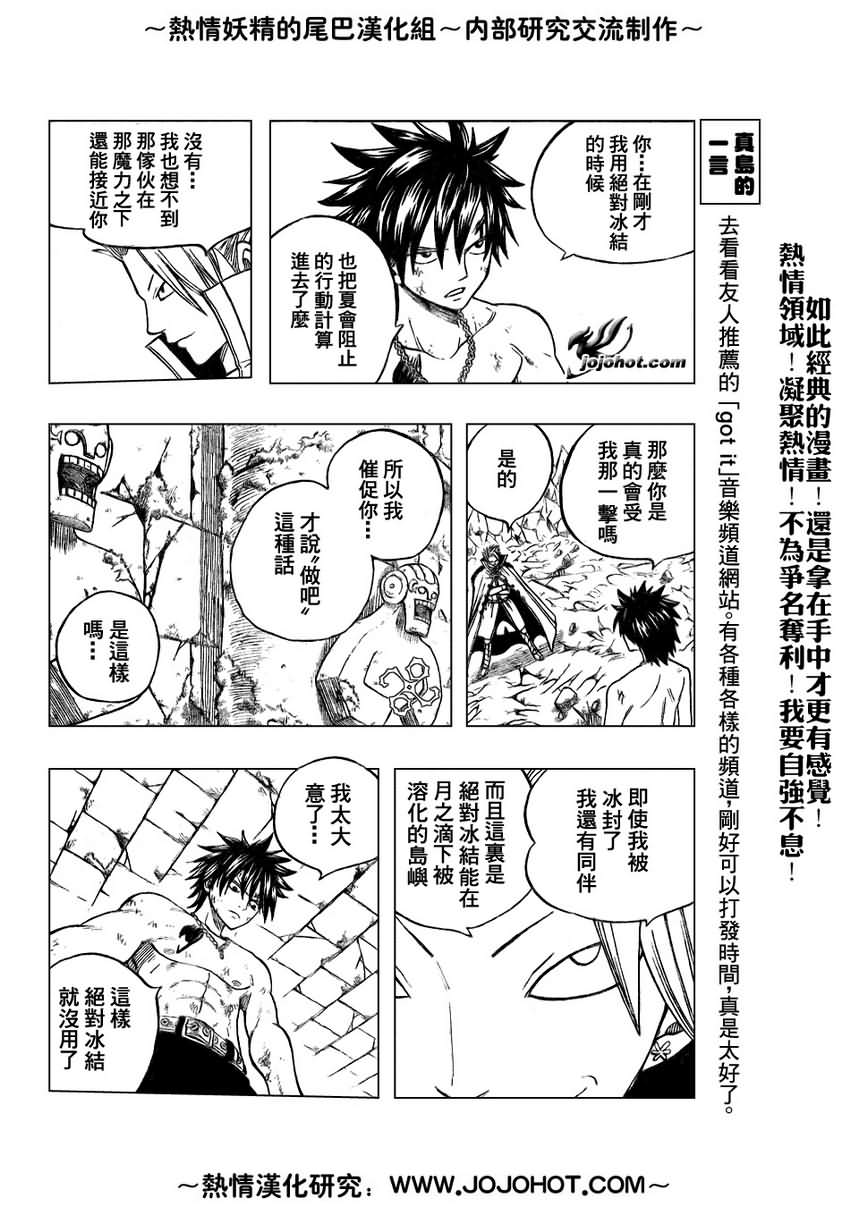 ～熱情妖精的尾巴漢化組～內部研究交流制作～
如此經典的漫畫！還是拿在手中才更有感覺！
熱情領域！凝聚熱情！不為爭名奪利！我要自強不息！
真島的
一言
去看看友人推薦的「got it」音樂頻道網站。有各種各樣的頻道，剛好可以打發時間，真是太好了。
你…在剛才
我用絕對冰結
的時候
也把夏會阻止
的行動計算
進去了麼
jojohot.com
沒有…
我也想不到
那傢伙在
那魔力之下
還能接近你
那麼你是
真的會受
我那一擊嗎
是的
所以我
催促你…
才說〝做吧〞
這種話
是這樣
嗎…
即使我被
冰封了
我還有同伴
而且這裏是
絕對冰結能在
月之滴下被
溶化的島嶼
我太大
意了…
這樣
絕對冰結
就沒用了
～熱情漢化研究：WWW.JOJOHOT.COM～